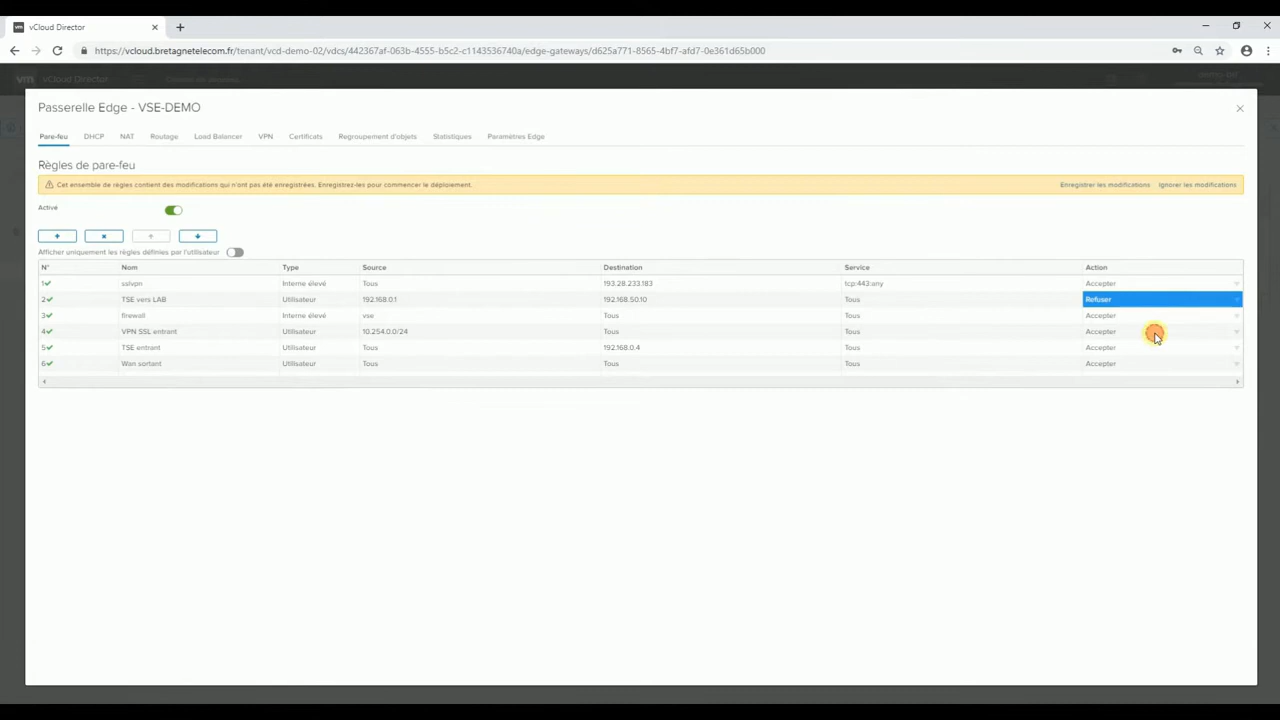 vm vCloud Director
https://vcloud.bretagnetelecom.fr/tenant/vcd-demo-02/vdcs/442367af-063b-4555-b5c2-c1143536740a/edge-gateways/d625a771-8565-4bf7-afd7-0e361d65b000
vm vCloud Director
Passerelle Edge - VSE-DEMO
Pare-feu DHCP NAT Routage Load Balancer VPN Certificats Regroupement d'objets Statistiques Paramètres Edge
Règles de pare-feu
Cet ensemble de règles contient des modifications qui n'ont pas été enregistrées. Enregistrez-les pour commencer le déploiement. Enregistrer les modifications Ignorer les modifications
Activé
Afficher uniquement les règles définies par l'utilisateur
N° Nom Type Source Destination Service Action
1 sslvpn Interne élevé Tous 193.28.233.183 tcp:443:any Accepter
2 TSE vers LAB Utilisateur 192.168.0.1 192.168.50.10 Tous Refuser
3 firewall Interne élevé vse Tous Tous Accepter
4 VPN SSL entrant Utilisateur 10.254.0.0/24 Tous Tous Accepter
5 TSE entrant Utilisateur Tous 192.168.0.4 Tous Accepter
6 Wan sortant Utilisateur Tous Tous Tous Accepter